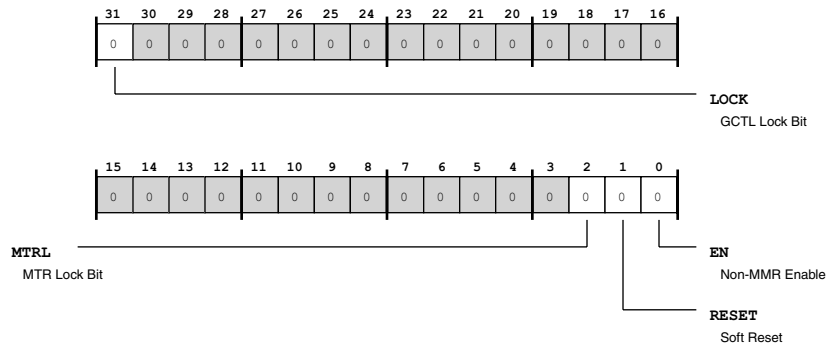 31 30 29 28 27 26 25 24 23 22 21 20 19 18 17 16
0 0 0 0 0 0 0 0 0 0 0 0 0 0 0 0
LOCK
GCTL Lock Bit
15 14 13 12 11 10 9 8 7 6 5 4 3 2 1 0
0 0 0 0 0 0 0 0 0 0 0 0 0 0 0 0
MTRL
MTR Lock Bit
EN
Non-MMR Enable
RESET
Soft Reset